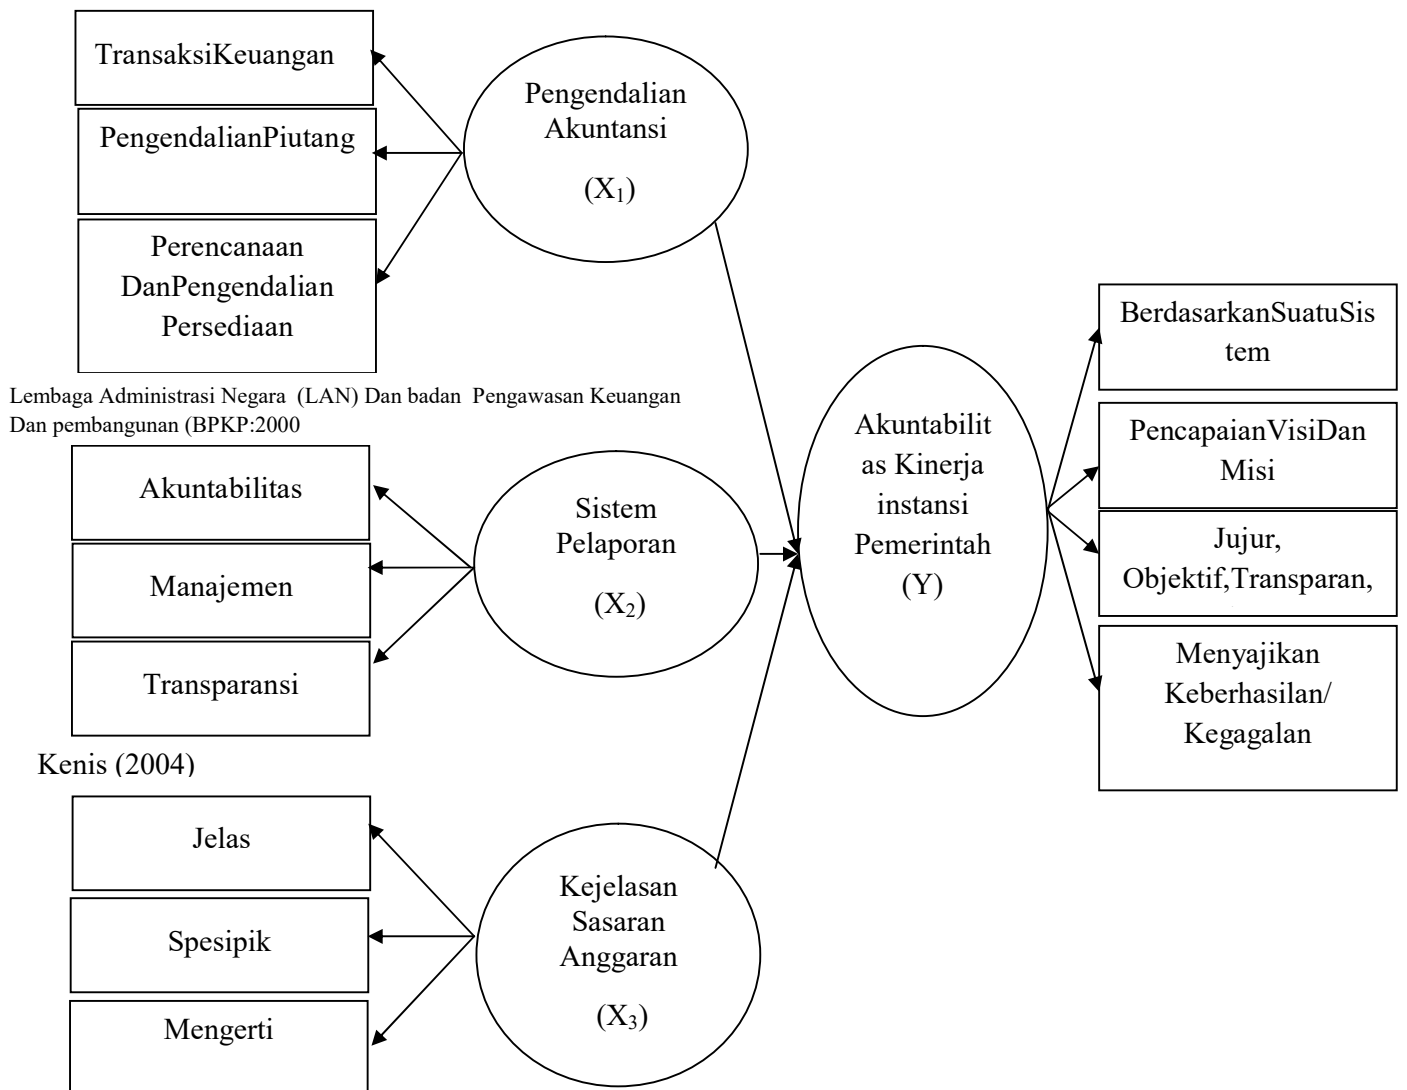 TransaksiKeuangan
PengendalianPiutang
Perencanaan
DanPengendalian
Persediaan
Pengendalian
Akuntansi
(X₁)
Lembaga Administrasi Negara (LAN) Dan badan Pengawasan Keuangan
Dan pembangunan (BPKP:2000
Akuntabilitas
Manajemen
Transparansi
Sistem
Pelaporan
(X₂)
Kenis (2004)
Jelas
Spesipik
Mengerti
Kejelasan
Sasaran
Anggaran
(X₃)
Akuntabilit
as Kinerja
instansi
Pemerintah
(Y)
BerdasarkanSuatuSis
tem
PencapaianVisiDan
Misi
Jujur,
Objektif,Transparan,
Menyajikan
Keberhasilan/
Kegagalan